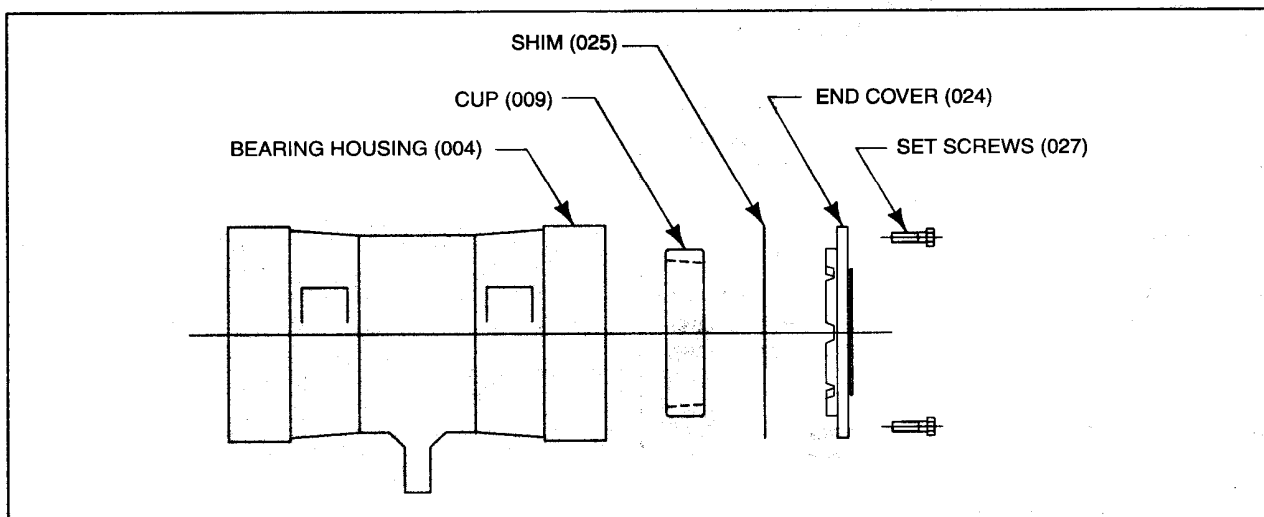 SHIM (025)
CUP (009)
END COVER (024)
BEARING HOUSING (004)
SET SCREWS (027)